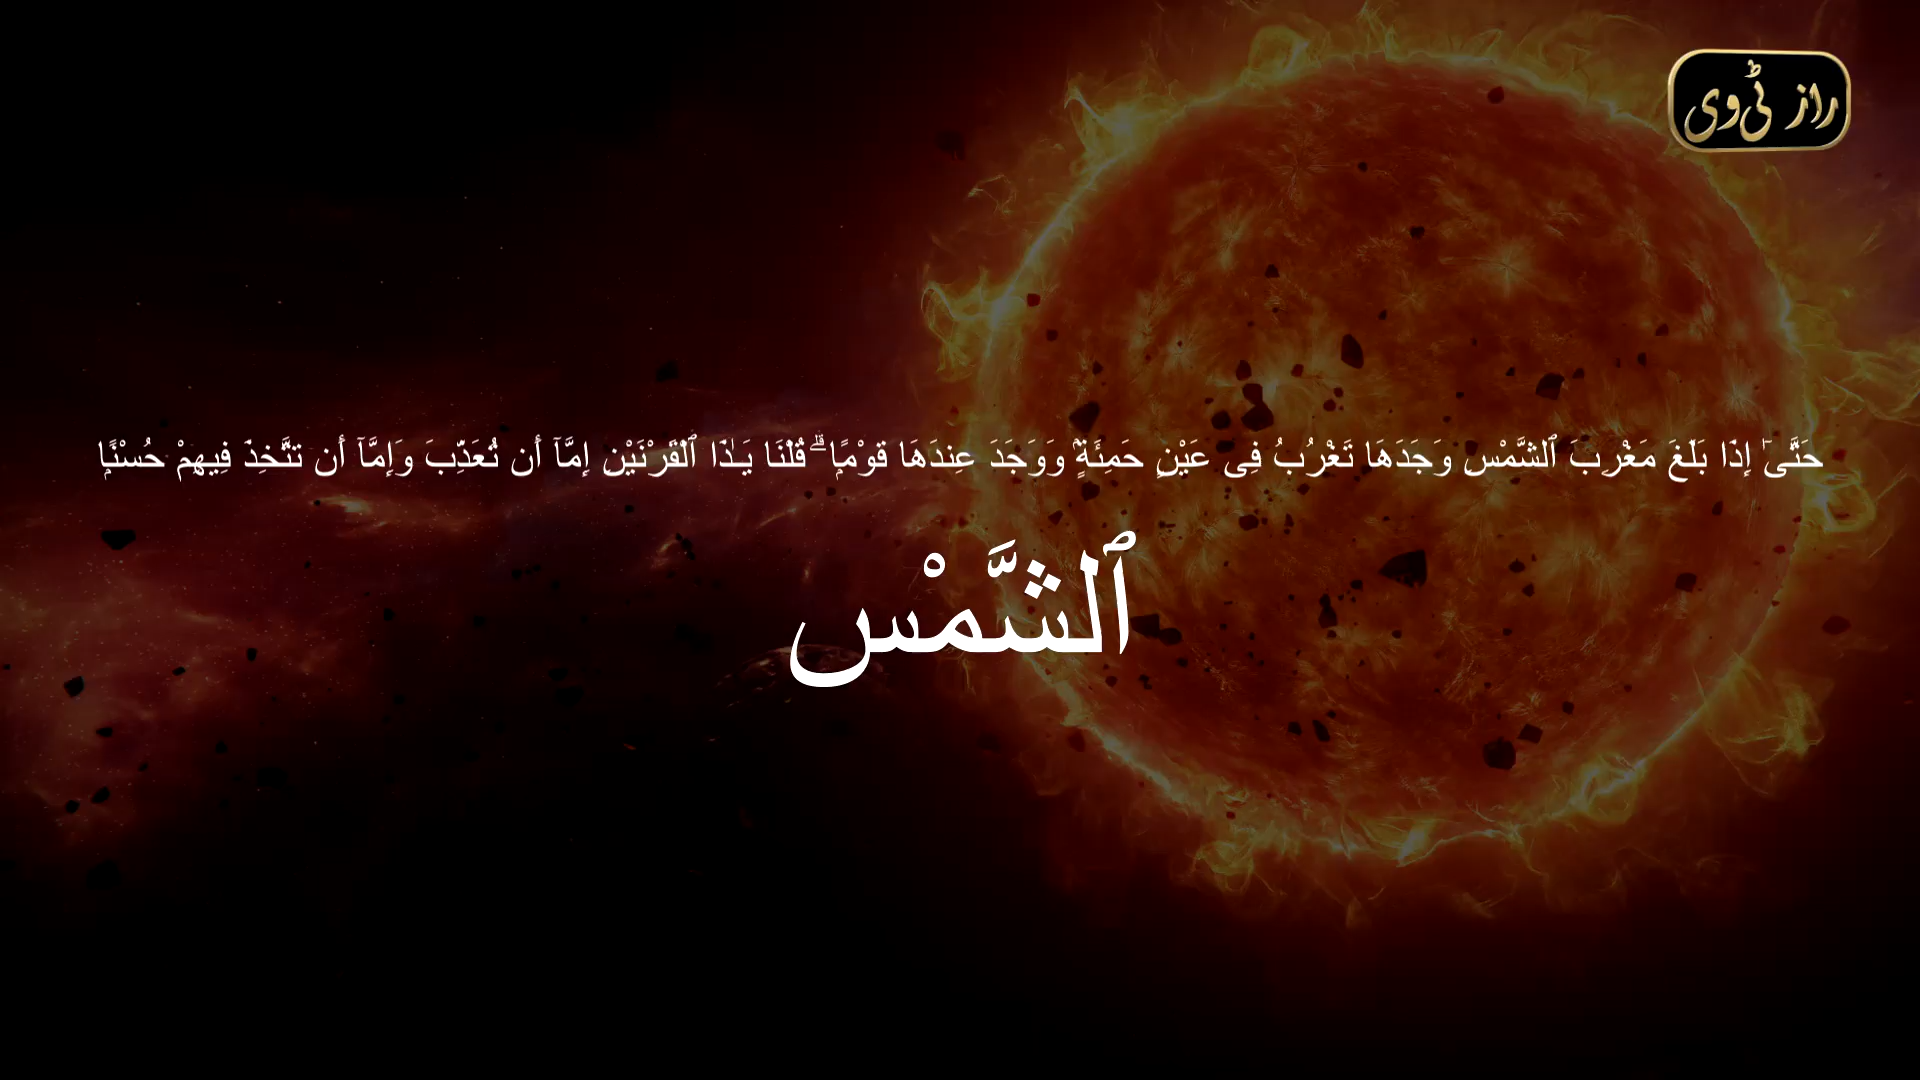 راز ٹی وی
حَتَّىٰٓ إِذَا بَلَغَ مَغْرِبَ ٱلشَّمْسِ وَجَدَهَا تَغْرُبُ فِى عَيْنٍ حَمِئَةٍۢ وَوَجَدَ عِندَهَا قَوْمًۭا ۗ قُلْنَا يَـٰذَا ٱلْقَرْنَيْنِ إِمَّآ أَن تُعَذِّبَ وَإِمَّآ أَن تَتَّخِذَ فِيهِمْ حُسْنًۭا
ٱلشَّمْسِ